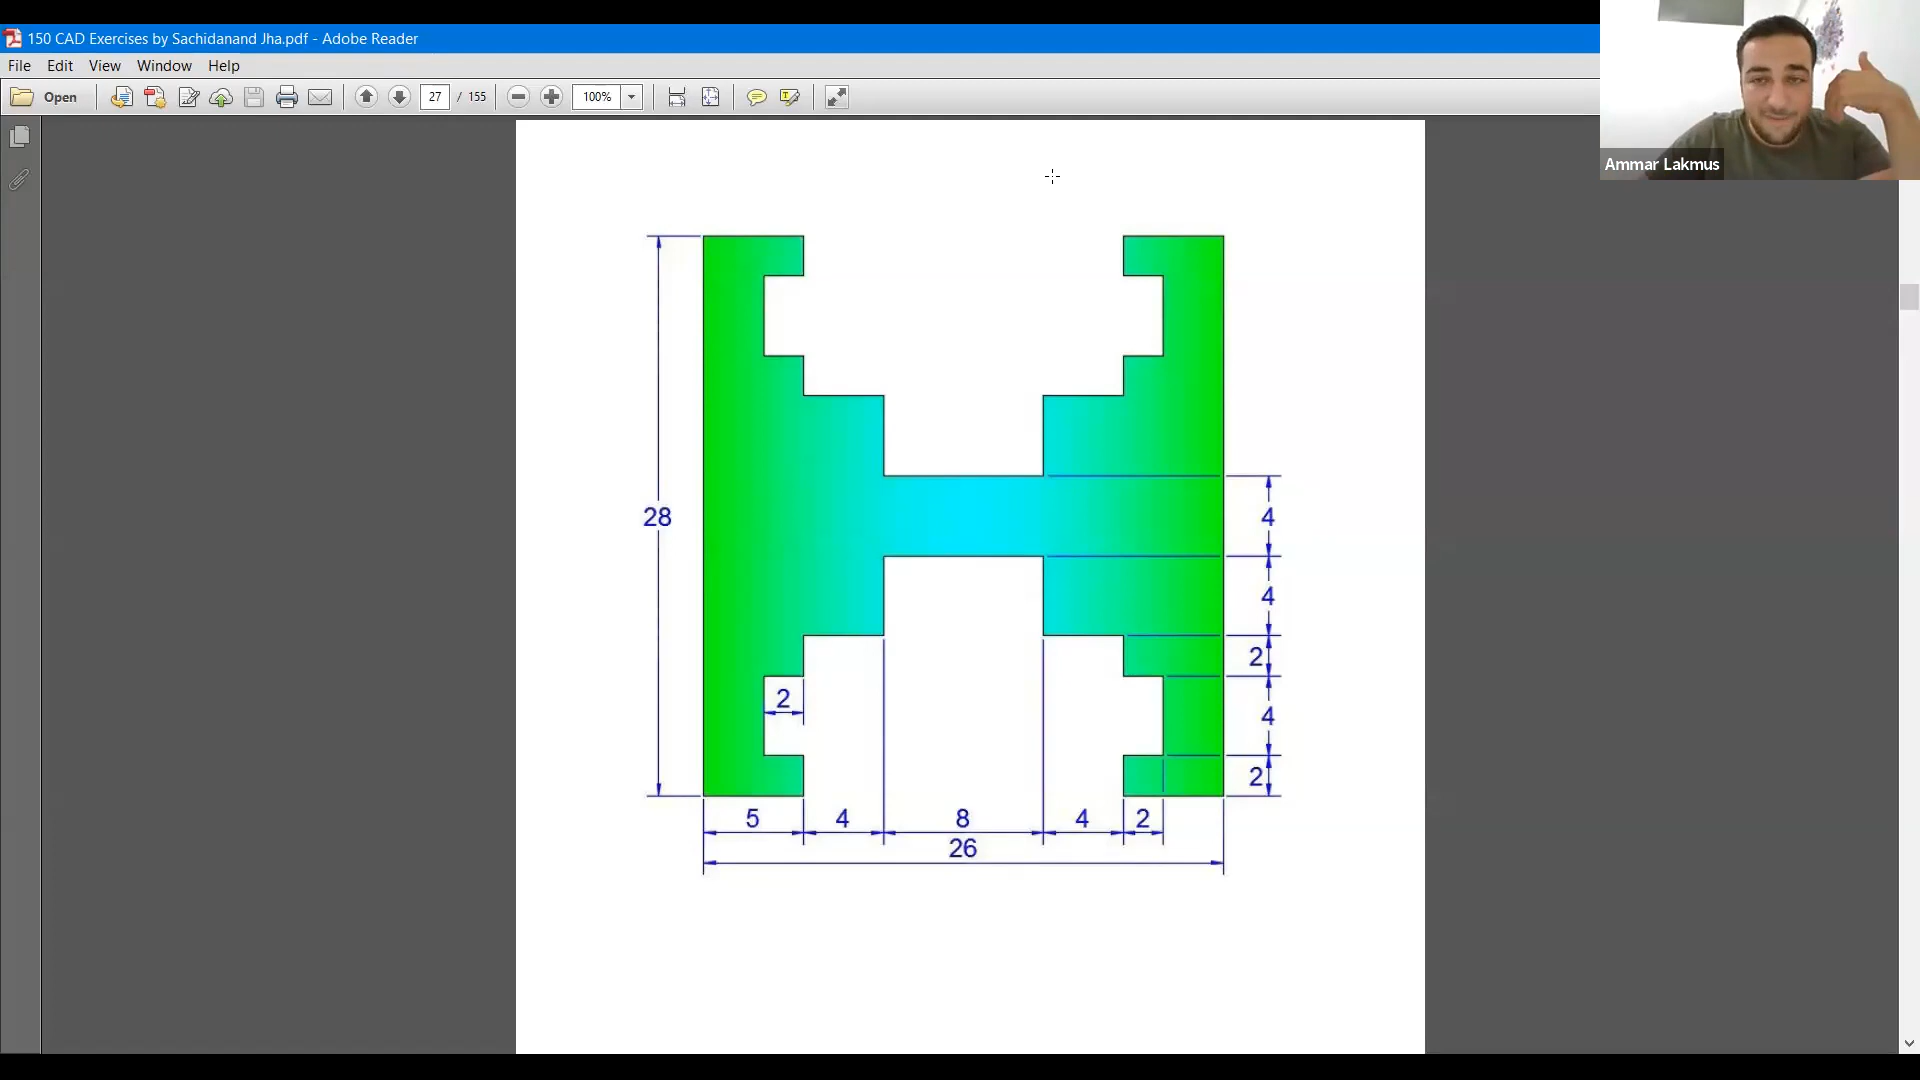 150 CAD Exercises by Sachidanand Jha.pdf - Adobe Reader
File Edit View Window Help
Open 27 / 155 100%
Ammar Lakmus
28
4
4
2
2
4
2
5 4 8 4 2
26